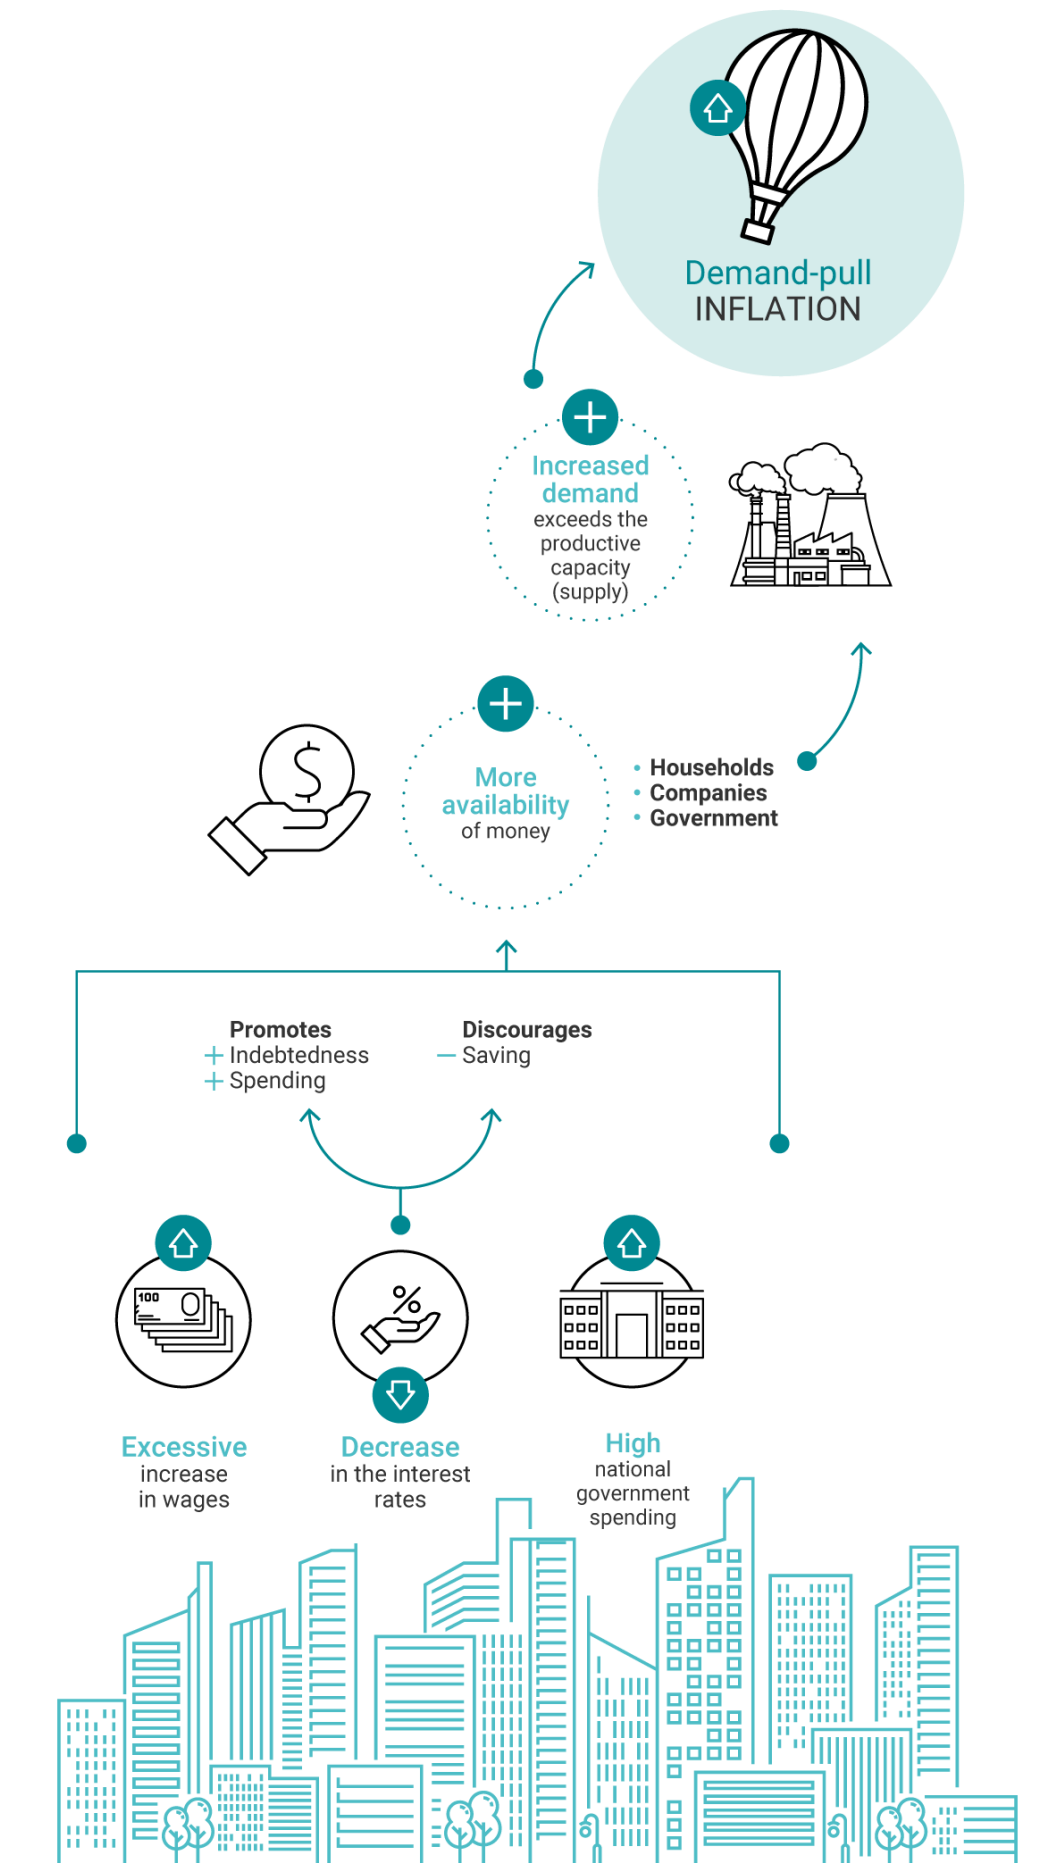 Demand-pull
INFLATION
Increased
demand
exceeds the
productive
capacity
(supply)
$
More
availability
of money
• Households
• Companies
• Government
Promotes
+ Indebtedness
+ Spending
Discourages
− Saving
100
%
Excessive
increase
in wages
Decrease
in the interest
rates
High
national
government
spending